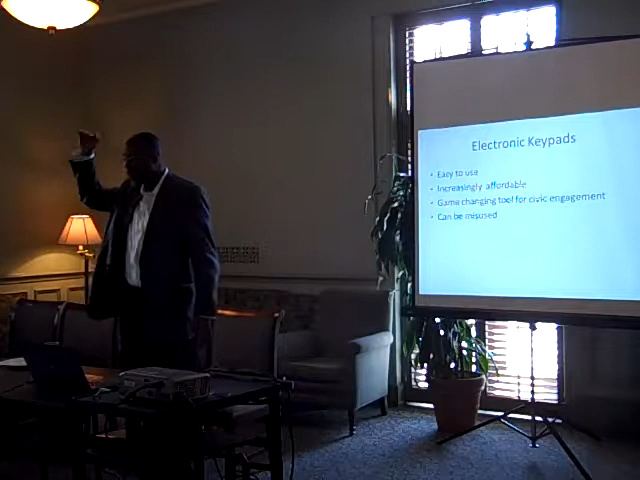 Electronic Keypads
• Easy to use
• Increasingly affordable
• Game changing tool for civic engagement
• Can be misused